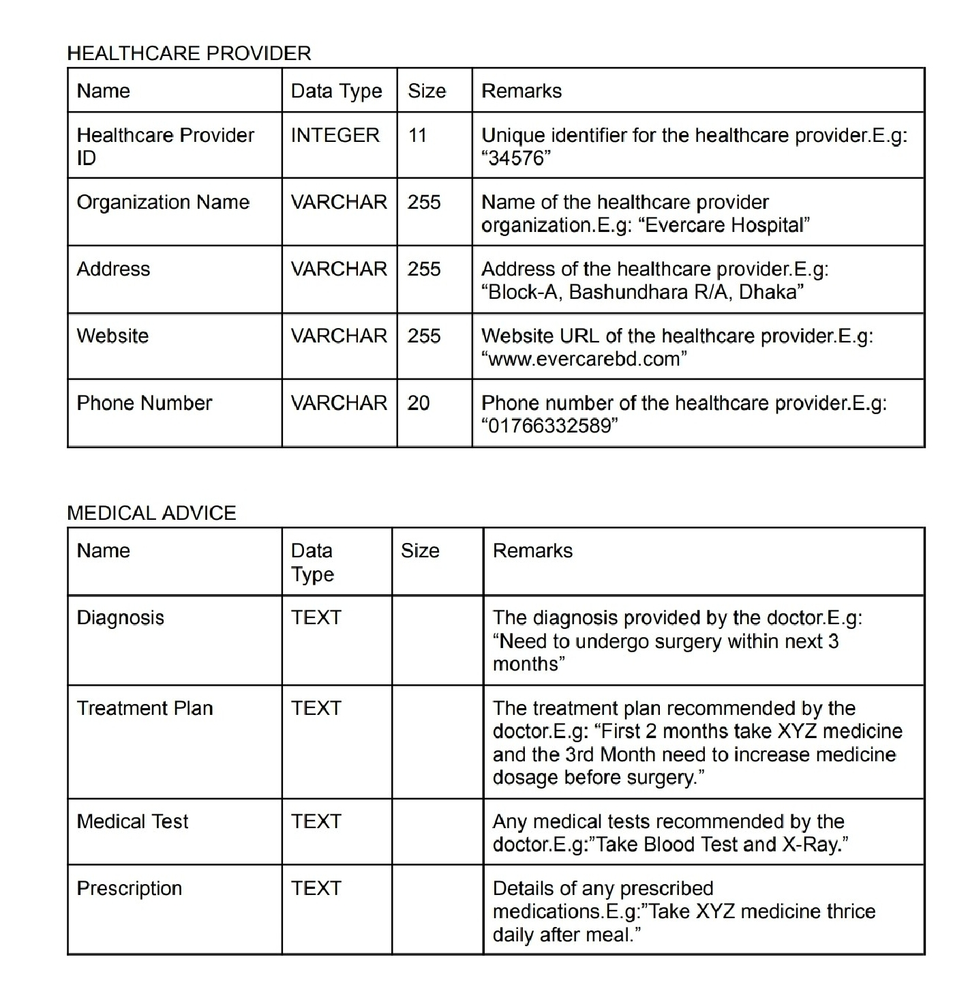 HEALTHCARE PROVIDER
Name Data Type Size Remarks
Healthcare Provider INTEGER 11 Unique identifier for the healthcare provider.E.g:
ID “34576”
Organization Name VARCHAR 255 Name of the healthcare provider
organization.E.g: “Evercare Hospital”
Address VARCHAR 255 Address of the healthcare provider.E.g:
“Block-A, Bashundhara R/A, Dhaka”
Website VARCHAR 255 Website URL of the healthcare provider.E.g:
“www.evercarebd.com”
Phone Number VARCHAR 20 Phone number of the healthcare provider.E.g:
“01766332589”
MEDICAL ADVICE
Name Data Size Remarks
Type
Diagnosis TEXT The diagnosis provided by the doctor.E.g:
“Need to undergo surgery within next 3
months”
Treatment Plan TEXT The treatment plan recommended by the
doctor.E.g: “First 2 months take XYZ medicine
and the 3rd Month need to increase medicine
dosage before surgery.”
Medical Test TEXT Any medical tests recommended by the
doctor.E.g:”Take Blood Test and X-Ray.”
Prescription TEXT Details of any prescribed
medications.E.g:”Take XYZ medicine thrice
daily after meal.”